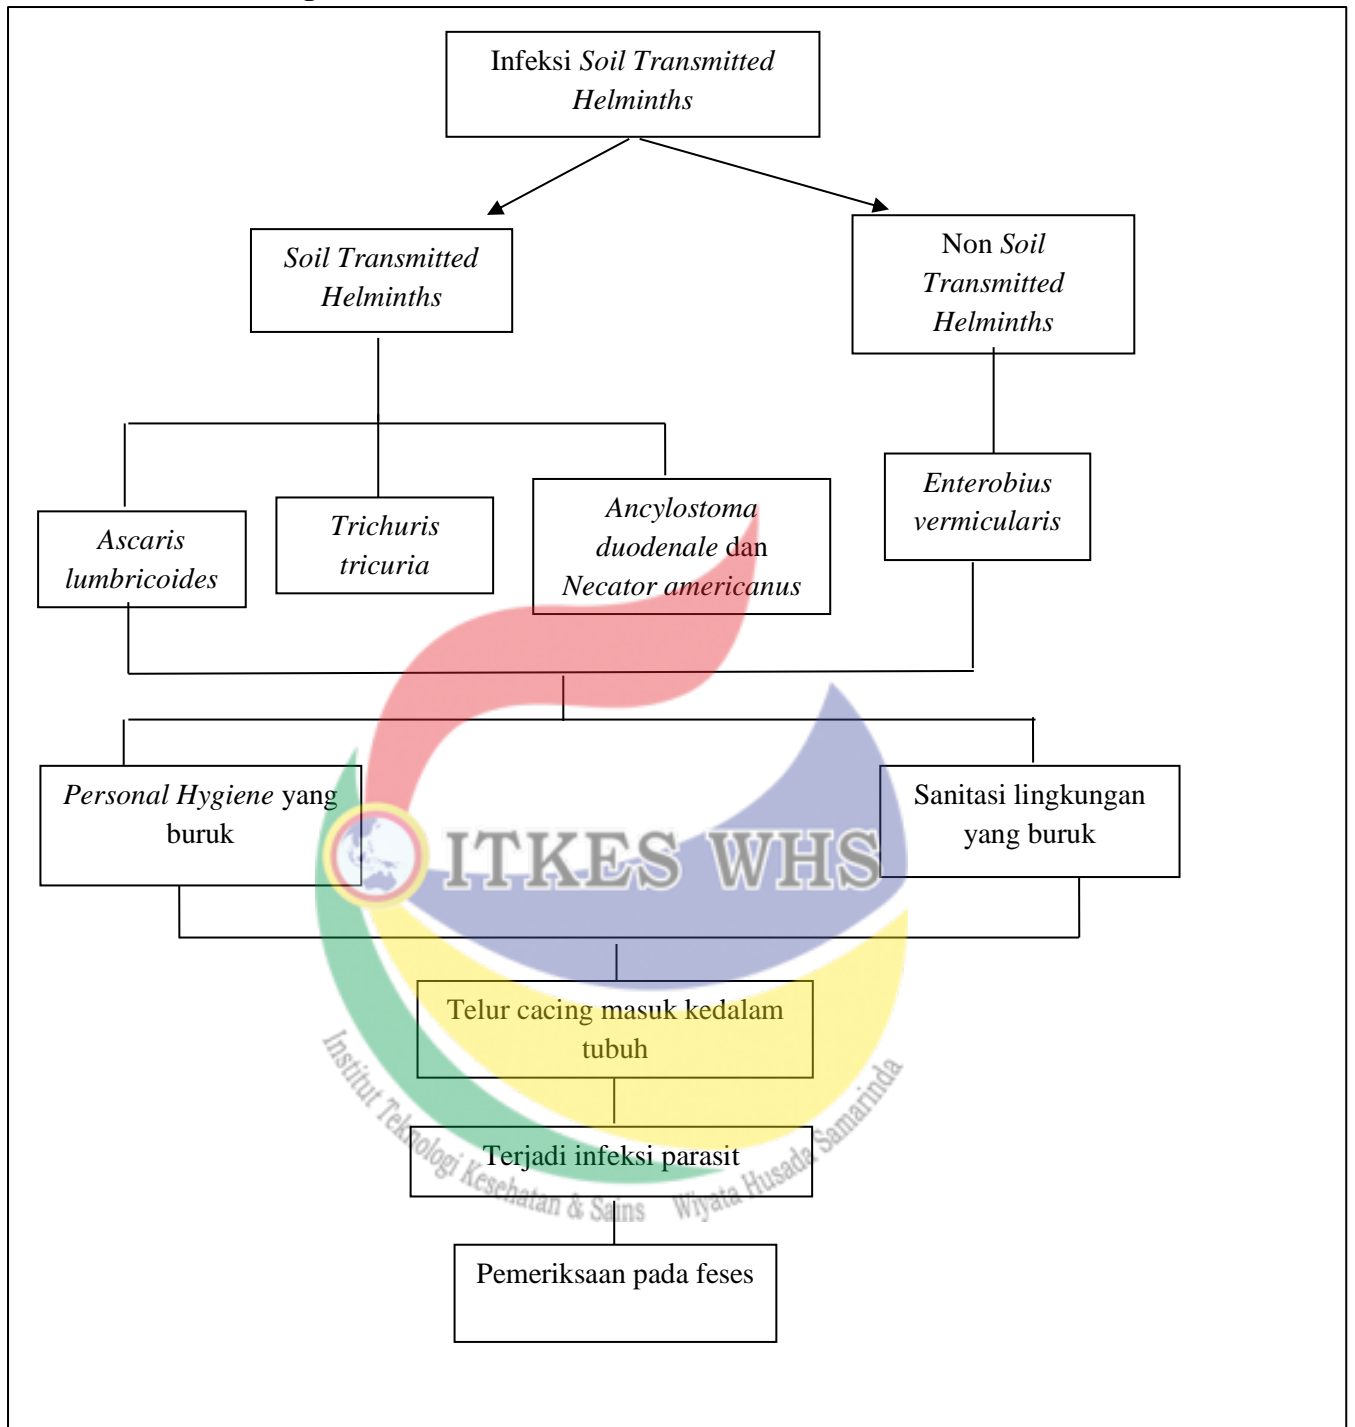 Infeksi Soil Transmitted
Helminths
Soil Transmitted
Helminths
Non Soil
Transmitted
Helminths
Ascaris
lumbricoides
Trichuris
tricuria
Ancylostoma
duodenale dan
Necator americanus
Enterobius
vermicularis
Personal Hygiene yang
buruk
Sanitasi lingkungan
yang buruk
ITKES WHS
Telur cacing masuk kedalam
tubuh
Terjadi infeksi parasit
Institut Teknologi Kesehatan & Sains Wiyata Husada Samarinda
Pemeriksaan pada feses